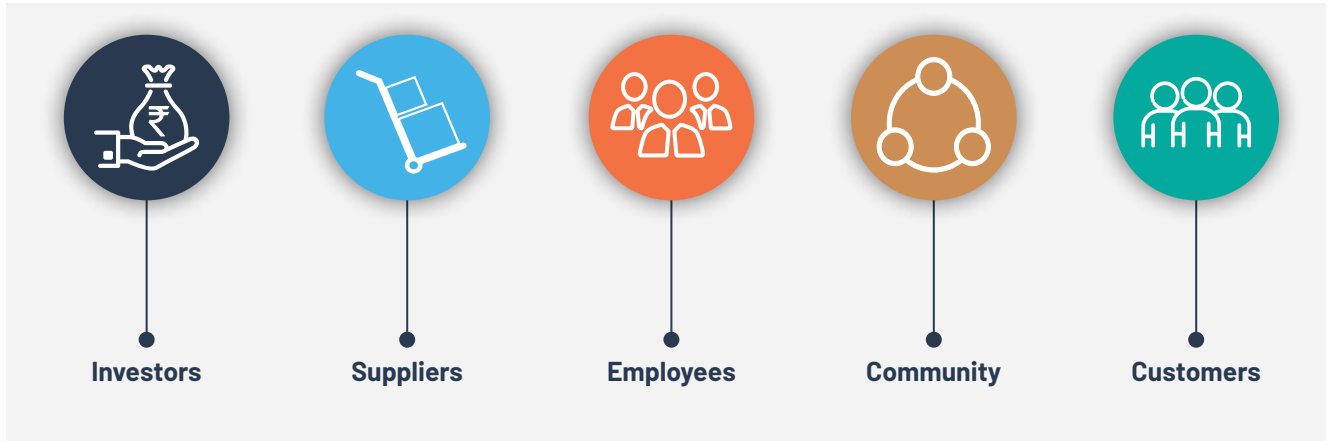 ₹
Investors
Suppliers
Employees
Community
Customers